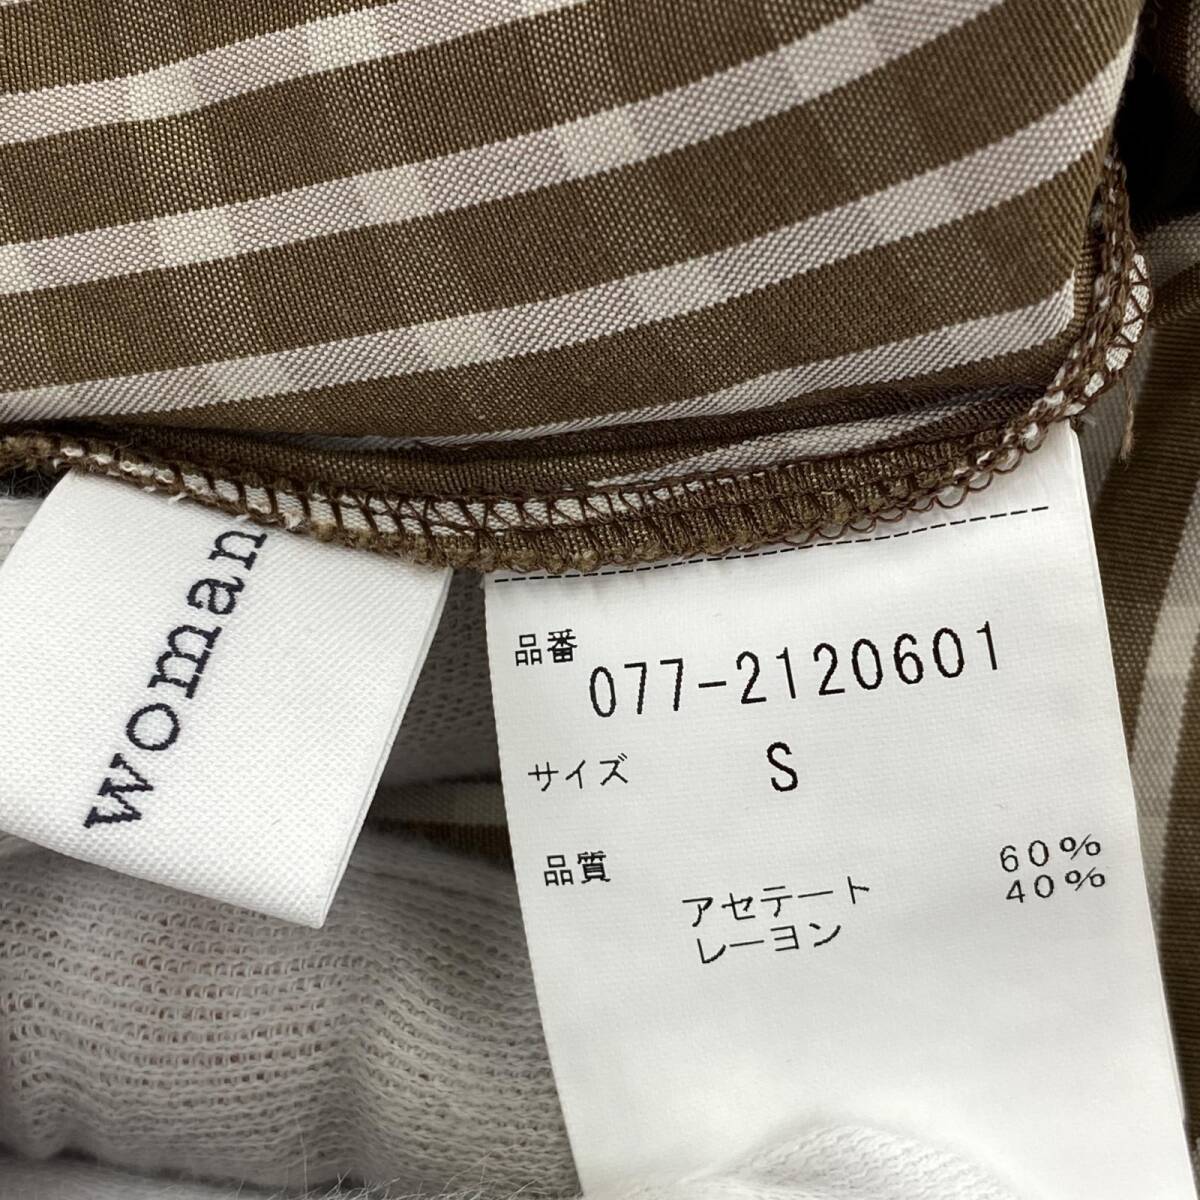 woman
品番
077-2120601
サイズ S
品質
アセテート 60%
レーヨン 40%